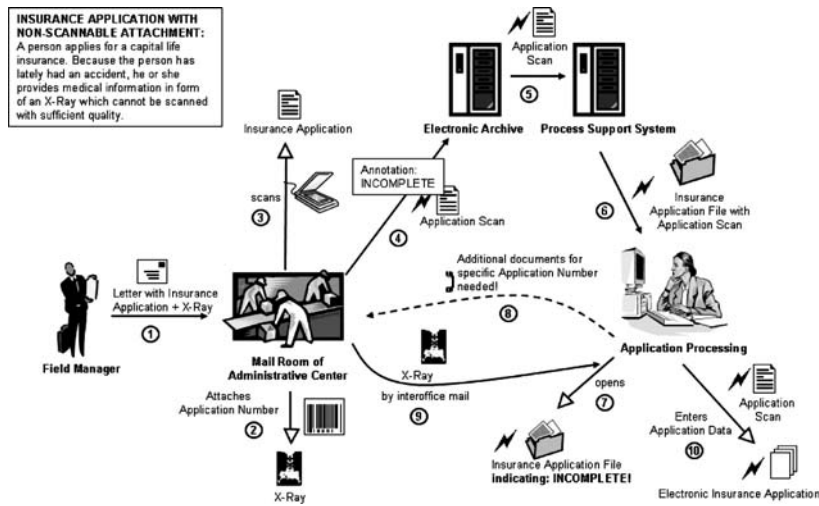 INSURANCE APPLICATION WITH
NON-SCANNABLE ATTACHMENT:
A person applies for a capital life
insurance. Because the person has
lately had an accident, he or she
provides medical information in form
of an X-Ray which cannot be scanned
with sufficient quality.
Application
Scan
5
Electronic Archive
Process Support System
Insurance Application
Annotation:
INCOMPLETE
scans
3
4
Application Scan
6
Insurance
Application File with
Application Scan
Letter with Insurance
Application + X-Ray
1
Additional documents for
specific Application Number
needed!
8
Field Manager
Mail Room of
Administrative Center
Application Processing
X-Ray
by interoffice mail
9
opens
7
Attaches
Application Number
2
X-Ray
Insurance Application File
indicating: INCOMPLETE!
Enters
Application Data
10
Application
Scan
Electronic Insurance Application